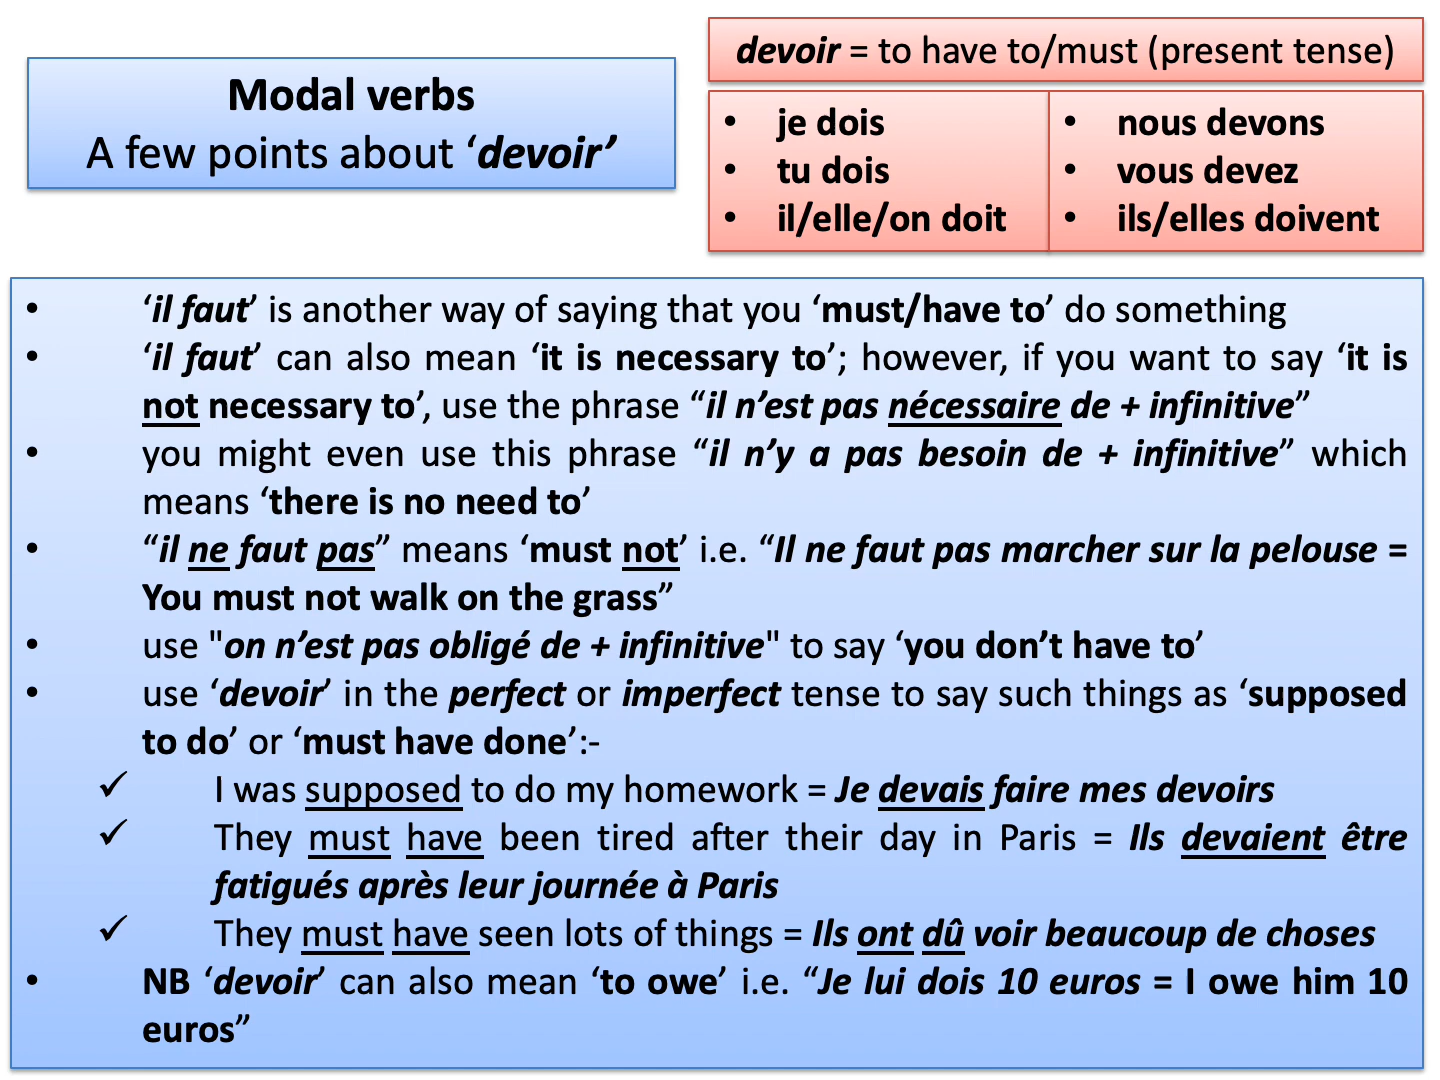 Modal verbs
A few points about ‘devoir’
devoir = to have to/must (present tense)
• je dois
• tu dois
• il/elle/on doit
• nous devons
• vous devez
• ils/elles doivent
• ‘il faut’ is another way of saying that you ‘must/have to’ do something
• ‘il faut’ can also mean ‘it is necessary to’; however, if you want to say ‘it is
not necessary to’, use the phrase “il n’est pas nécessaire de + infinitive”
• you might even use this phrase “il n’y a pas besoin de + infinitive” which
means ‘there is no need to’
• “il ne faut pas” means ‘must not’ i.e. “Il ne faut pas marcher sur la pelouse =
You must not walk on the grass”
• use "on n’est pas obligé de + infinitive" to say ‘you don’t have to’
• use ‘devoir’ in the perfect or imperfect tense to say such things as ‘supposed
to do’ or ‘must have done’:-
✓ I was supposed to do my homework = Je devais faire mes devoirs
✓ They must have been tired after their day in Paris = Ils devaient être
fatigués après leur journée à Paris
✓ They must have seen lots of things = Ils ont dû voir beaucoup de choses
• NB ‘devoir’ can also mean ‘to owe’ i.e. “Je lui dois 10 euros = I owe him 10
euros”